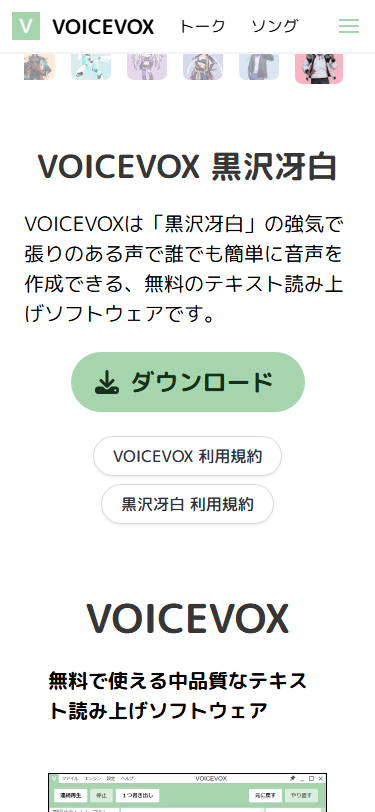 V VOICEVOX トーク ソング
VOICEVOX 黒沢冴白
VOICEVOXは「黒沢冴白」の強気で
張りのある声で誰でも簡単に音声を
作成できる、無料のテキスト読み上
げソフトウェアです。
ダウンロード
VOICEVOX 利用規約
黒沢冴白 利用規約
VOICEVOX
無料で使える中品質なテキス
ト読み上げソフトウェア
V ファイル エンジン 設定 ヘルプ VOICEVOX
連続再生 停止 1つ書き出し 元に戻す やり直す